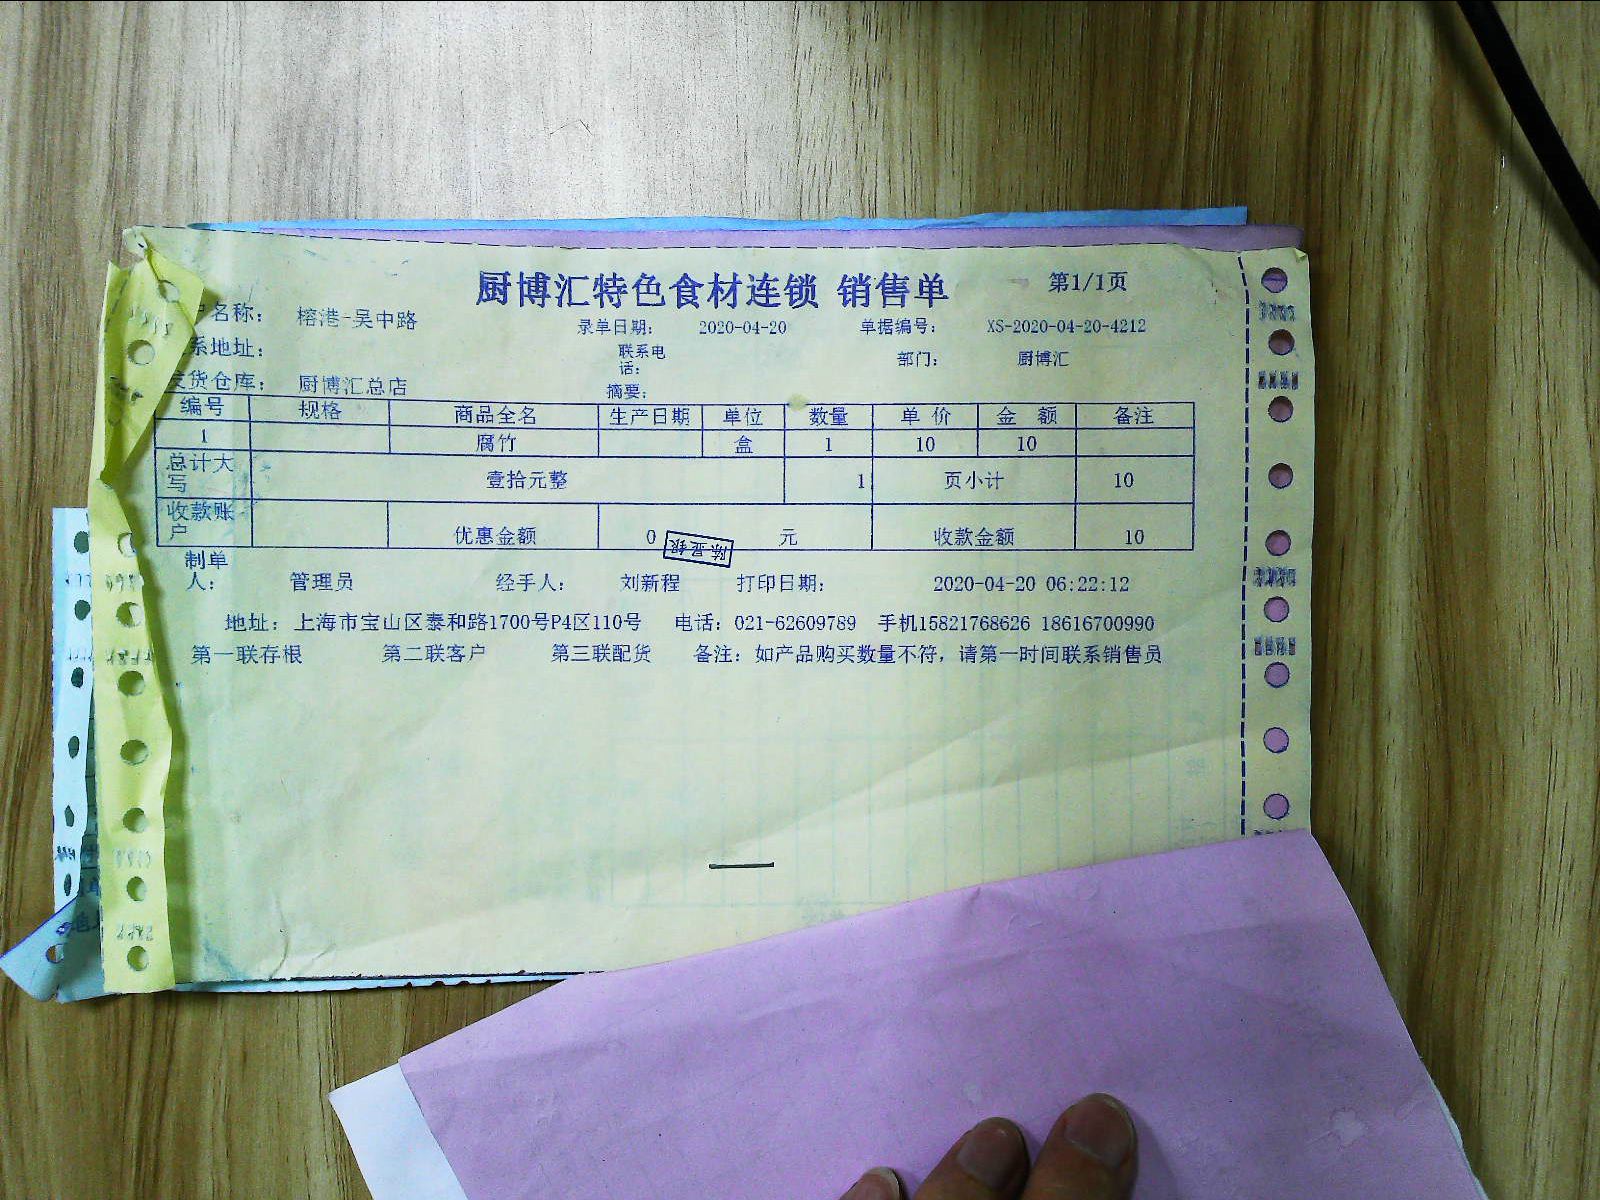 厨博汇特色食材连锁 销售单 第1/1页
户名称： 榕港-吴中路 录单日期： 2020-04-20 单据编号： XS-2020-04-20-4212
系地址： 联系电话： 部门： 厨博汇
发货仓库： 厨博汇总店 摘要：
编号 规格 商品全名 生产日期 单位 数量 单 价 金 额 备注
1 腐竹 盒 1 10 10
总计大写 壹拾元整 1 页小计 10
收款账户 优惠金额 0 元 收款金额 10
制单人： 管理员 经手人： 刘新程 打印日期： 2020-04-20 06:22:12
地址：上海市宝山区泰和路1700号P4区110号 电话：021-62609789 手机15821768626 18616700990
第一联存根 第二联客户 第三联配货 备注：如产品购买数量不符，请第一时间联系销售员